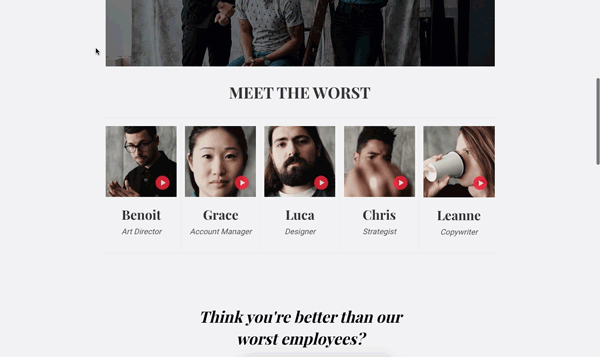 MEET THE WORST
Benoit
Art Director
Grace
Account Manager
Luca
Designer
Chris
Strategist
Leanne
Copywriter
Think you're better than our
worst employees?